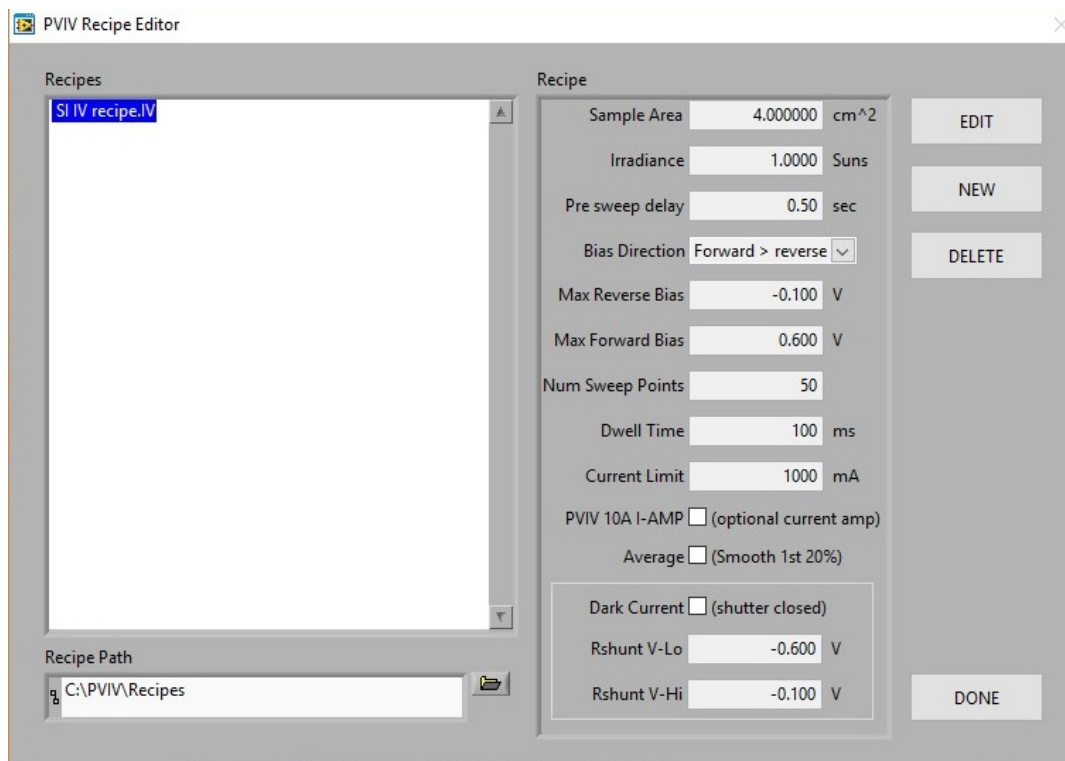 PVIV Recipe Editor
Recipes
SI IV recipe.IV
Recipe Path
C:\PVIV\Recipes
Recipe
Sample Area 4.000000 cm^2
Irradiance 1.0000 Suns
Pre sweep delay 0.50 sec
Bias Direction Forward > reverse
Max Reverse Bias -0.100 V
Max Forward Bias 0.600 V
Num Sweep Points 50
Dwell Time 100 ms
Current Limit 1000 mA
PVIV 10A I-AMP (optional current amp)
Average (Smooth 1st 20%)
Dark Current (shutter closed)
Rshunt V-Lo -0.600 V
Rshunt V-Hi -0.100 V
EDIT
NEW
DELETE
DONE